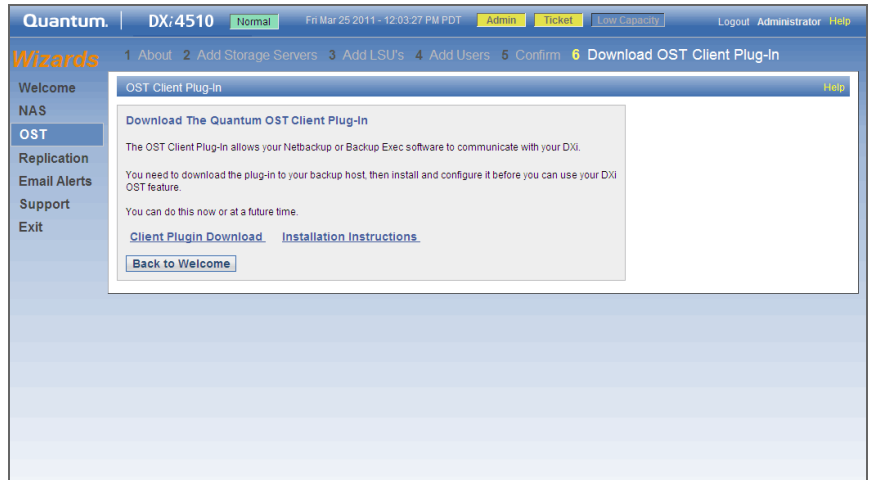 Quantum. DXi4510 Normal Fri Mar 25 2011 - 12:03:27 PM PDT Admin Ticket Low Capacity Logout Administrator Help
Wizards 1 About 2 Add Storage Servers 3 Add LSU's 4 Add Users 5 Confirm 6 Download OST Client Plug-In
Welcome
NAS
OST
Replication
Email Alerts
Support
Exit
OST Client Plug-In Help
Download The Quantum OST Client Plug-In
The OST Client Plug-In allows your Netbackup or Backup Exec software to communicate with your DXi.
You need to download the plug-in to your backup host, then install and configure it before you can use your DXi
OST feature.
You can do this now or at a future time.
Client Plugin Download Installation Instructions
Back to Welcome